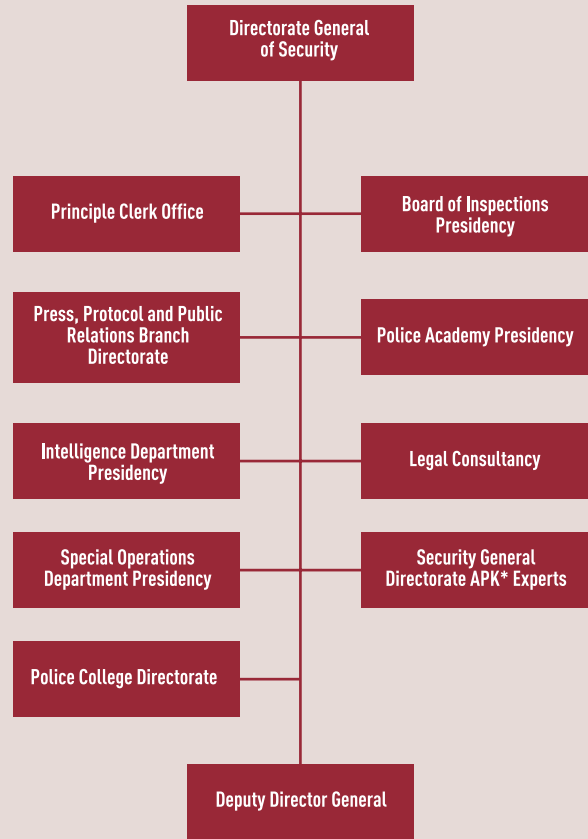 Directorate General
of Security
Principle Clerk Office
Board of Inspections
Presidency
Press, Protocol and Public
Relations Branch
Directorate
Police Academy Presidency
Intelligence Department
Presidency
Legal Consultancy
Special Operations
Department Presidency
Security General
Directorate APK* Experts
Police College Directorate
Deputy Director General